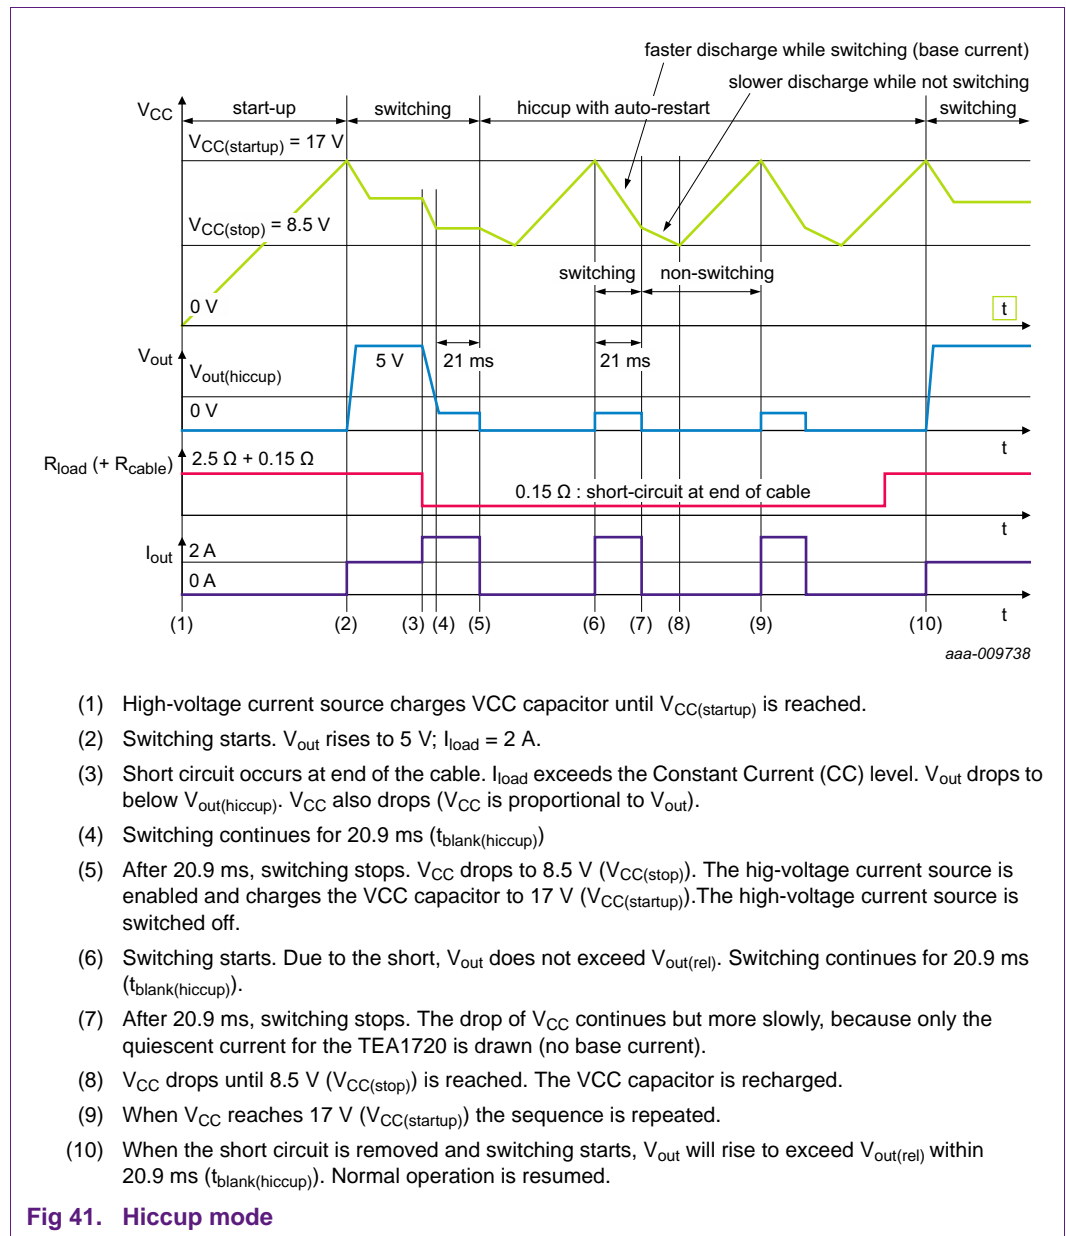 faster discharge while switching (base current)
slower discharge while not switching
VCC
start-up
switching
hiccup with auto-restart
switching
VCC(startup) = 17 V
VCC(stop) = 8.5 V
switching
non-switching
0 V
t
Vout
5 V
21 ms
21 ms
Vout(hiccup)
0 V
t
Rload (+ Rcable)
2.5 Ω + 0.15 Ω
0.15 Ω : short-circuit at end of cable
t
Iout
2 A
0 A
t
(1) (2) (3) (4) (5) (6) (7) (8) (9) (10)
aaa-009738
(1) High-voltage current source charges VCC capacitor until VCC(startup) is reached.
(2) Switching starts. Vout rises to 5 V; Iload = 2 A.
(3) Short circuit occurs at end of the cable. Iload exceeds the Constant Current (CC) level. Vout drops to
below Vout(hiccup). VCC also drops (VCC is proportional to Vout).
(4) Switching continues for 20.9 ms (tblank(hiccup))
(5) After 20.9 ms, switching stops. VCC drops to 8.5 V (VCC(stop)). The hig-voltage current source is
enabled and charges the VCC capacitor to 17 V (VCC(startup).The high-voltage current source is
switched off.
(6) Switching starts. Due to the short, Vout does not exceed Vout(rel). Switching continues for 20.9 ms
(tblank(hiccup)).
(7) After 20.9 ms, switching stops. The drop of VCC continues but more slowly, because only the
quiescent current for the TEA1720 is drawn (no base current).
(8) VCC drops until 8.5 V (VCC(stop)) is reached. The VCC capacitor is recharged.
(9) When VCC reaches 17 V (VCC(startup)) the sequence is repeated.
(10) When the short circuit is removed and switching starts, Vout will rise to exceed Vout(rel) within
20.9 ms (tblank(hiccup)). Normal operation is resumed.
Fig 41. Hiccup mode